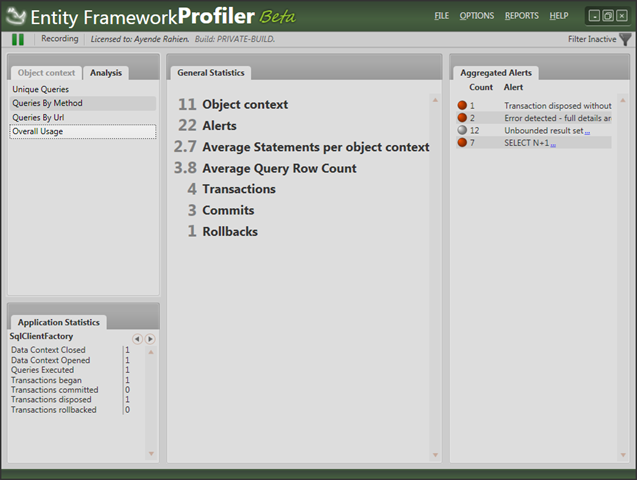 Entity FrameworkProfiler Beta
FILE OPTIONS REPORTS HELP
Recording Licensed to: Ayende Rahien. Build: PRIVATE-BUILD. Filter Inactive
Object context Analysis
Unique Queries
Queries By Method
Queries By Url
Overall Usage
General Statistics
11 Object context
22 Alerts
2.7 Average Statements per object context
3.8 Average Query Row Count
4 Transactions
3 Commits
1 Rollbacks
Aggregated Alerts
Count Alert
1 Transaction disposed without
2 Error detected - full details ar
12 Unbounded result set ...
7 SELECT N+1 ...
Application Statistics
SqlClientFactory
Data Context Closed 1
Data Context Opened 1
Queries Executed 1
Transactions began 1
Transactions committed 0
Transactions disposed 1
Transactions rollbacked 0